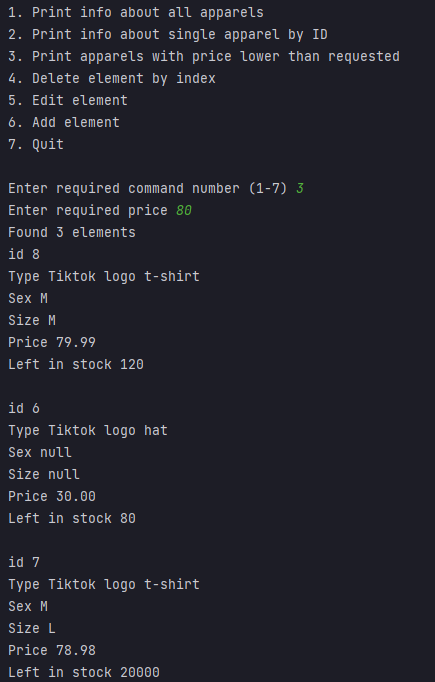 1. Print info about all apparels
2. Print info about single apparel by ID
3. Print apparels with price lower than requested
4. Delete element by index
5. Edit element
6. Add element
7. Quit
Enter required command number (1-7) 3
Enter required price 80
Found 3 elements
id 8
Type Tiktok logo t-shirt
Sex M
Size M
Price 79.99
Left in stock 120
id 6
Type Tiktok logo hat
Sex null
Size null
Price 30.00
Left in stock 80
id 7
Type Tiktok logo t-shirt
Sex M
Size L
Price 78.98
Left in stock 20000